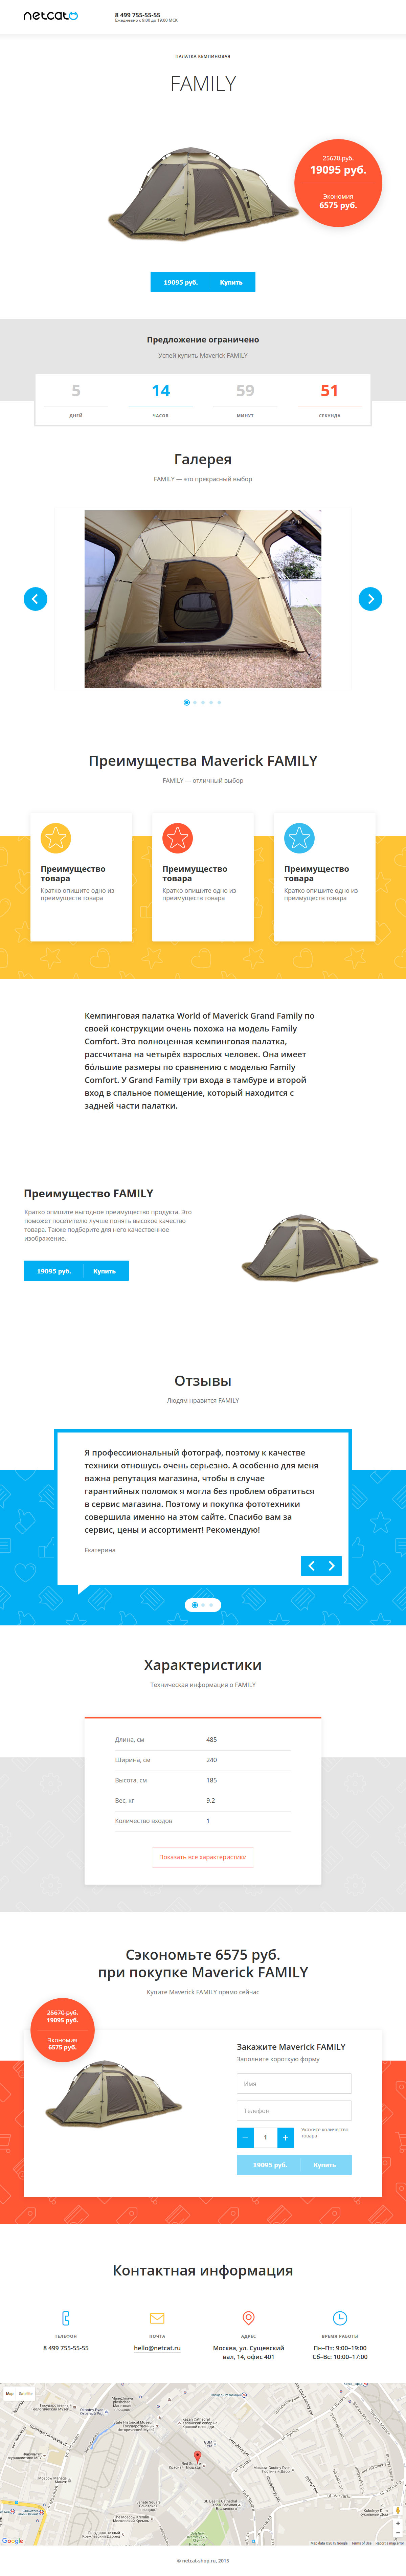 netcat
8 499 755-55-55
Ежедневно с 9:00 до 19:00 МСК
ПАЛАТКА КЕМПИНГОВАЯ
FAMILY
25670 руб.
19095 руб.
Экономия
6575 руб.
19095 руб. Купить
Предложение ограничено
Успей купить Maverick FAMILY
5 14 59 51
ДНЕЙ ЧАСОВ МИНУТ СЕКУНДА
Галерея
FAMILY — это прекрасный выбор
Преимущества Maverick FAMILY
FAMILY — отличный выбор
Преимущество
товара
Кратко опишите одно из
преимуществ товара
Преимущество
товара
Кратко опишите одно из
преимуществ товара
Преимущество
товара
Кратко опишите одно из
преимуществ товара
Кемпинговая палатка World of Maverick Grand Family по
своей конструкции очень похожа на модель Family
Comfort. Это полноценная кемпинговая палатка,
рассчитана на четырёх взрослых человек. Она имеет
бóльшие размеры по сравнению с моделью Family
Comfort. У Grand Family три входа в тамбуре и второй
вход в спальное помещение, который находится с
задней части палатки.
Преимущество FAMILY
Кратко опишите выгодное преимущество продукта. Это
поможет посетителю лучше понять высокое качество
товара. Также подберите для него качественное
изображение.
19095 руб. Купить
Отзывы
Людям нравится FAMILY
Я профессиональный фотограф, поэтому к качестве
техники отношусь очень серьезно. А особенно для меня
важна репутация магазина, чтобы в случае
гарантийных поломок я могла без проблем обратиться
в сервис магазина. Поэтому и покупка фототехники
совершила именно на этом сайте. Спасибо вам за
сервис, цены и ассортимент! Рекомендую!
Екатерина
Характеристики
Техническая информация о FAMILY
Длина, см 485
Ширина, см 240
Высота, см 185
Вес, кг 9.2
Количество входов 1
Показать все характеристики
Сэкономьте 6575 руб.
при покупке Maverick FAMILY
Купите Maverick FAMILY прямо сейчас
25670 руб.
19095 руб.
Экономия
6575 руб.
Закажите Maverick FAMILY
Заполните короткую форму
Имя
Телефон
1
Укажите количество
товара
19095 руб. Купить
Контактная информация
ТЕЛЕФОН
8 499 755-55-55
ПОЧТА
hello@netcat.ru
АДРЕС
Москва, ул. Сущевский
вал, 14, офис 401
ВРЕМЯ РАБОТЫ
Пн–Пт: 9:00–19:00
Сб–Вс: 10:00–17:00
Map Satellite
Google
Map data ©2015 Google Terms of Use Report a map error
© netcat.shop.ru, 2015